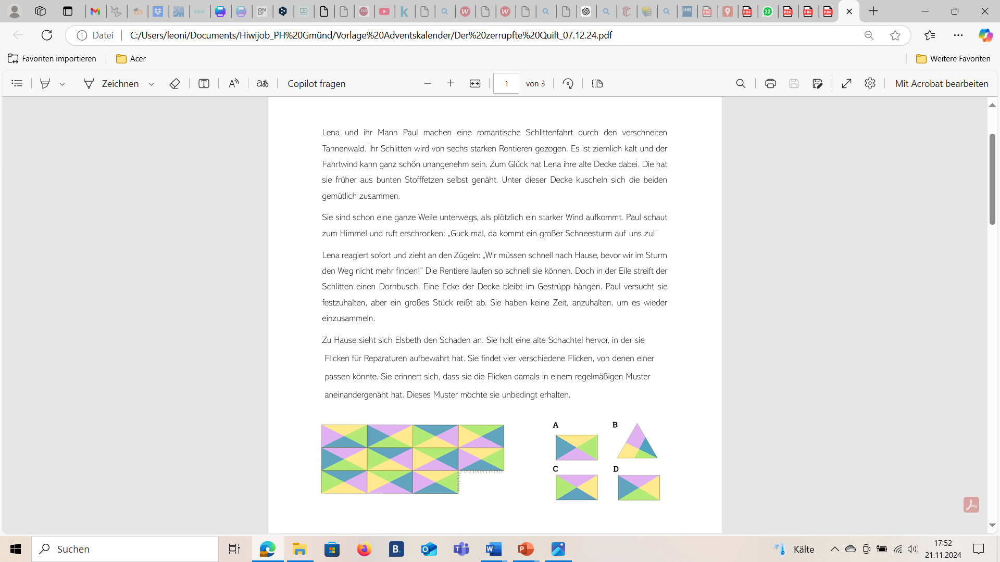 Datei
C:/Users/leoni/Documents/Hiwijob_PH%20Gmünd/Vorlage%20Adventskalender/Der%20zerrupfte%20Quilt_07.12.24.pdf
Favoriten importieren
Acer
Weitere Favoriten
Zeichnen
Copilot fragen
1
von 3
Mit Acrobat bearbeiten
Lena und ihr Mann Paul machen eine romantische Schlittenfahrt durch den verschneiten
Tannenwald. Ihr Schlitten wird von sechs starken Rentieren gezogen. Es ist ziemlich kalt und der
Fahrtwind kann ganz schön unangenehm sein. Zum Glück hat Lena ihre alte Decke dabei. Die hat
sie früher aus bunten Stofffetzen selbst genäht. Unter dieser Decke kuscheln sich die beiden
gemütlich zusammen.
Sie sind schon eine ganze Weile unterwegs, als plötzlich ein starker Wind aufkommt. Paul schaut
zum Himmel und ruft erschrocken: „Guck mal, da kommt ein großer Schneesturm auf uns zu!"
Lena reagiert sofort und zieht an den Zügeln: „Wir müssen schnell nach Hause, bevor wir im Sturm
den Weg nicht mehr finden!" Die Rentiere laufen so schnell sie können. Doch in der Eile streift der
Schlitten einen Dornbusch. Eine Ecke der Decke bleibt im Gestrüpp hängen. Paul versucht sie
festzuhalten, aber ein großes Stück reißt ab. Sie haben keine Zeit, anzuhalten, um es wieder
einzusammeln.
Zu Hause sieht sich Elsbeth den Schaden an. Sie holt eine alte Schachtel hervor, in der sie
Flicken für Reparaturen aufbewahrt hat. Sie findet vier verschiedene Flicken, von denen einer
passen könnte. Sie erinnert sich, dass sie die Flicken damals in einem regelmäßigen Muster
aneinandergenäht hat. Dieses Muster möchte sie unbedingt erhalten.
A
B
C
D
Suchen
Kälte
17:52
21.11.2024